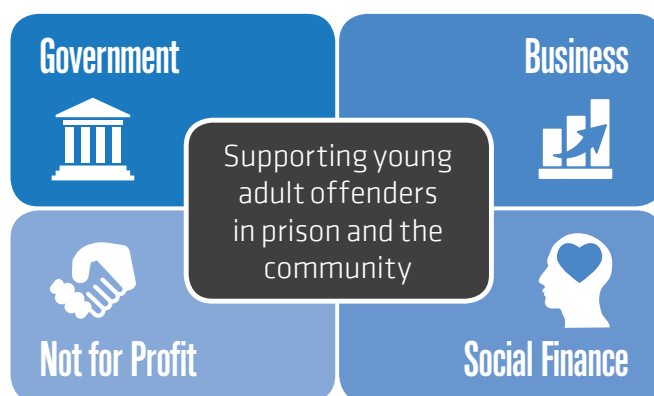 Government
Business
Supporting young
adult offenders
in prison and the
community
Not for Profit
Social Finance